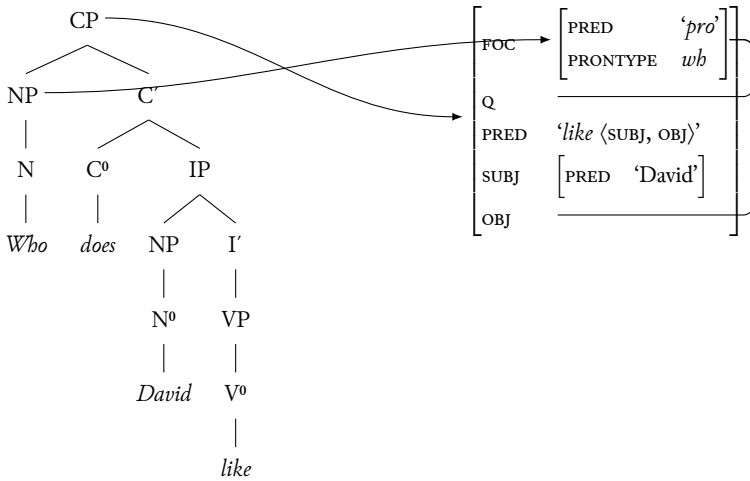 CP
NP C′
N C⁰ IP
Who does NP I′
N⁰ VP
David V⁰
like
FOC PRED ‘pro’
PRONTYPE wh
Q
PRED ‘like ⟨SUBJ, OBJ⟩’
SUBJ PRED ‘David’
OBJ